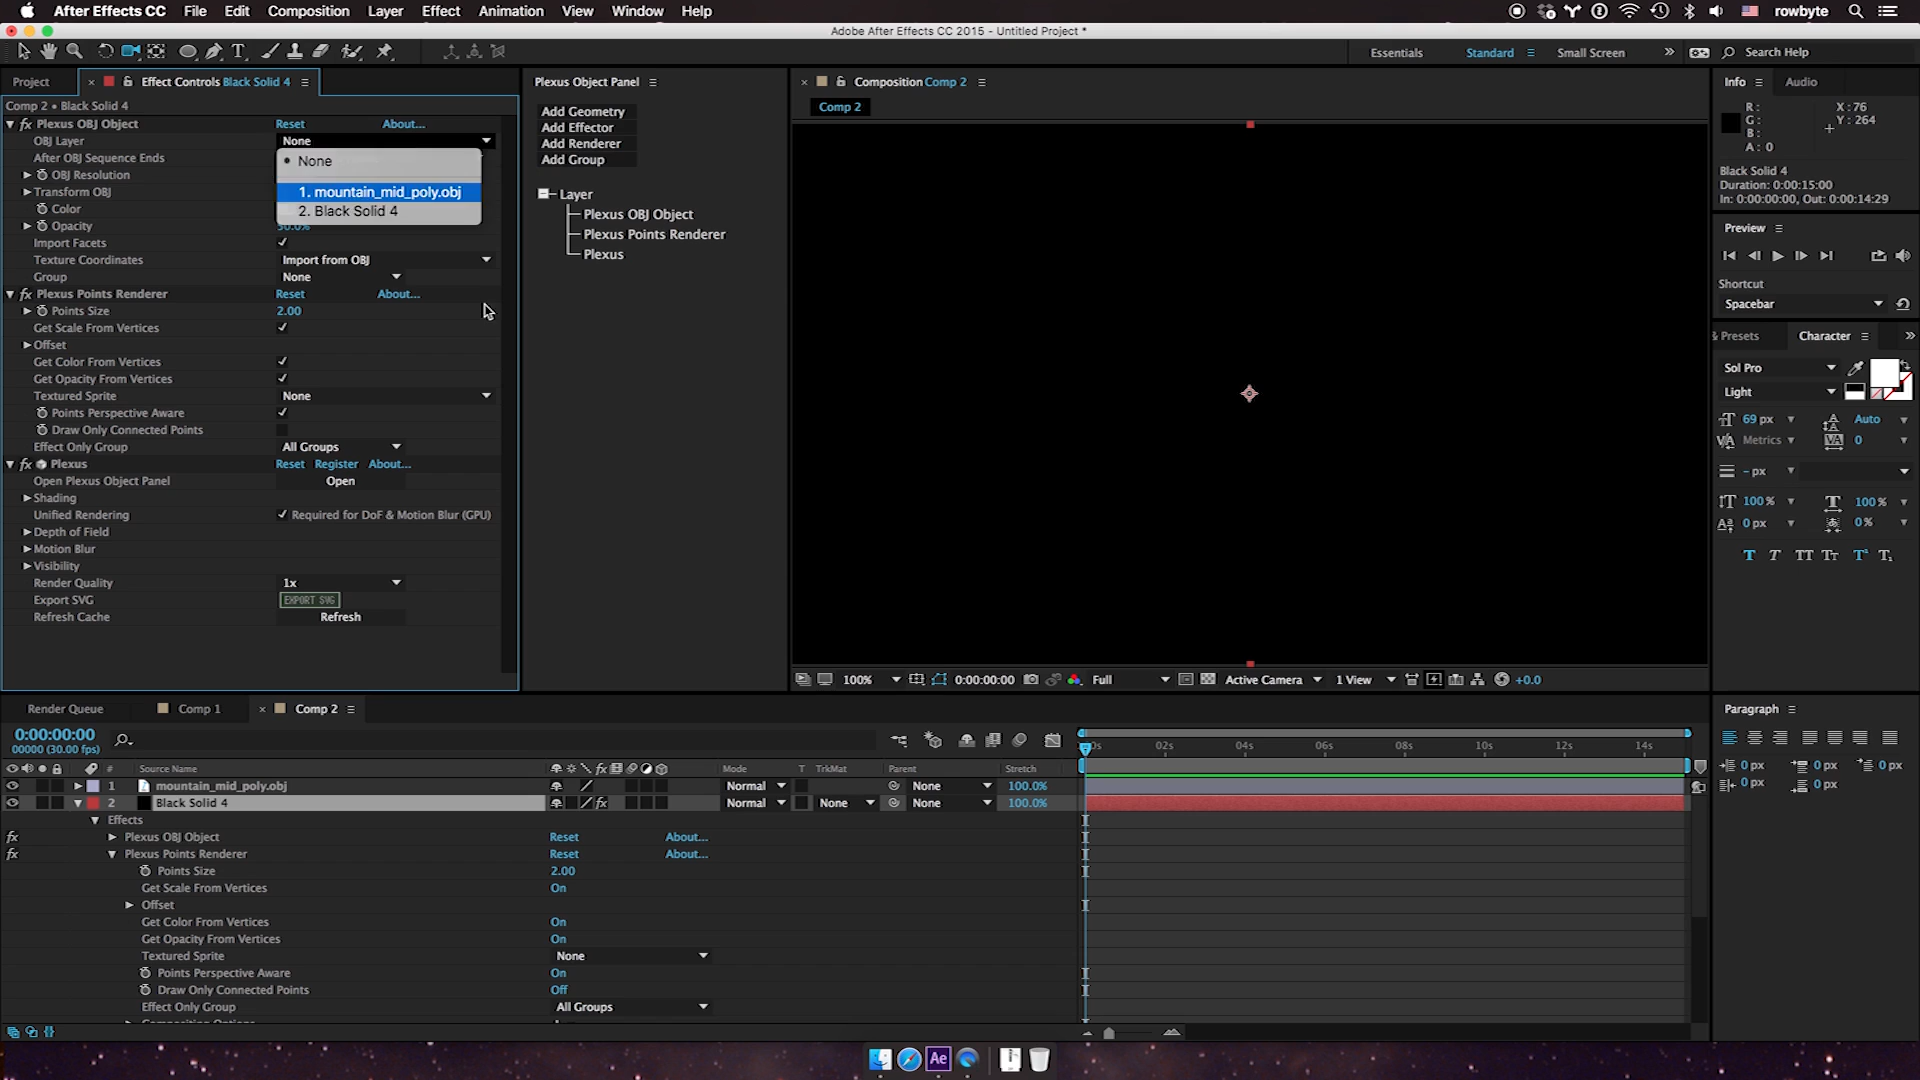 After Effects CC File Edit Composition Layer Effect Animation View Window Help rowbyte
Adobe After Effects CC 2015 - Untitled Project *
Essentials Standard Small Screen Search Help
Project Effect Controls Black Solid 4
Comp 2 • Black Solid 4
Plexus OBJ Object Reset About...
OBJ Layer None
After OBJ Sequence Ends
OBJ Resolution
Transform OBJ
Color
Opacity 50.0%
Import Facets
Texture Coordinates Import from OBJ
Group None
None
1. mountain_mid_poly.obj
2. Black Solid 4
Plexus Points Renderer Reset About...
Points Size 2.00
Get Scale From Vertices
Offset
Get Color From Vertices
Get Opacity From Vertices
Textured Sprite None
Points Perspective Aware
Draw Only Connected Points
Effect Only Group All Groups
Plexus Reset Register About...
Open Plexus Object Panel Open
Shading
Unified Rendering Required for DoF & Motion Blur (GPU)
Depth of Field
Motion Blur
Visibility
Render Quality 1x
Export SVG EXPORT SVG
Refresh Cache Refresh
Plexus Object Panel
Add Geometry
Add Effector
Add Renderer
Add Group
Layer
Plexus OBJ Object
Plexus Points Renderer
Plexus
Composition Comp 2
Comp 2
100% 0:00:00:00 Full Active Camera 1 View +0.0
Info Audio
R: X: 76
G: Y: 264
B:
A: 0
Black Solid 4
Duration: 0:00:15:00
In: 0:00:00:00, Out: 0:00:14:29
Preview
Shortcut
Spacebar
& Presets Character
Sol Pro
Light
69 px Auto
Metrics 0
- px
100 % 100 %
0 px 0 %
T T TT Tt T¹ T₁
Render Queue Comp 1 Comp 2
0:00:00:00
00000 (30.00 fps)
0s 02s 04s 06s 08s 10s 12s 14s
# Source Name Mode T TrkMat Parent Stretch
1 mountain_mid_poly.obj Normal None 100.0%
2 Black Solid 4 Normal None None 100.0%
Effects
fx Plexus OBJ Object Reset About...
fx Plexus Points Renderer Reset About...
Points Size 2.00
Get Scale From Vertices On
Offset
Get Color From Vertices On
Get Opacity From Vertices On
Textured Sprite None
Points Perspective Aware On
Draw Only Connected Points Off
Effect Only Group All Groups
Paragraph
0 px 0 px 0 px
0 px 0 px
Ae